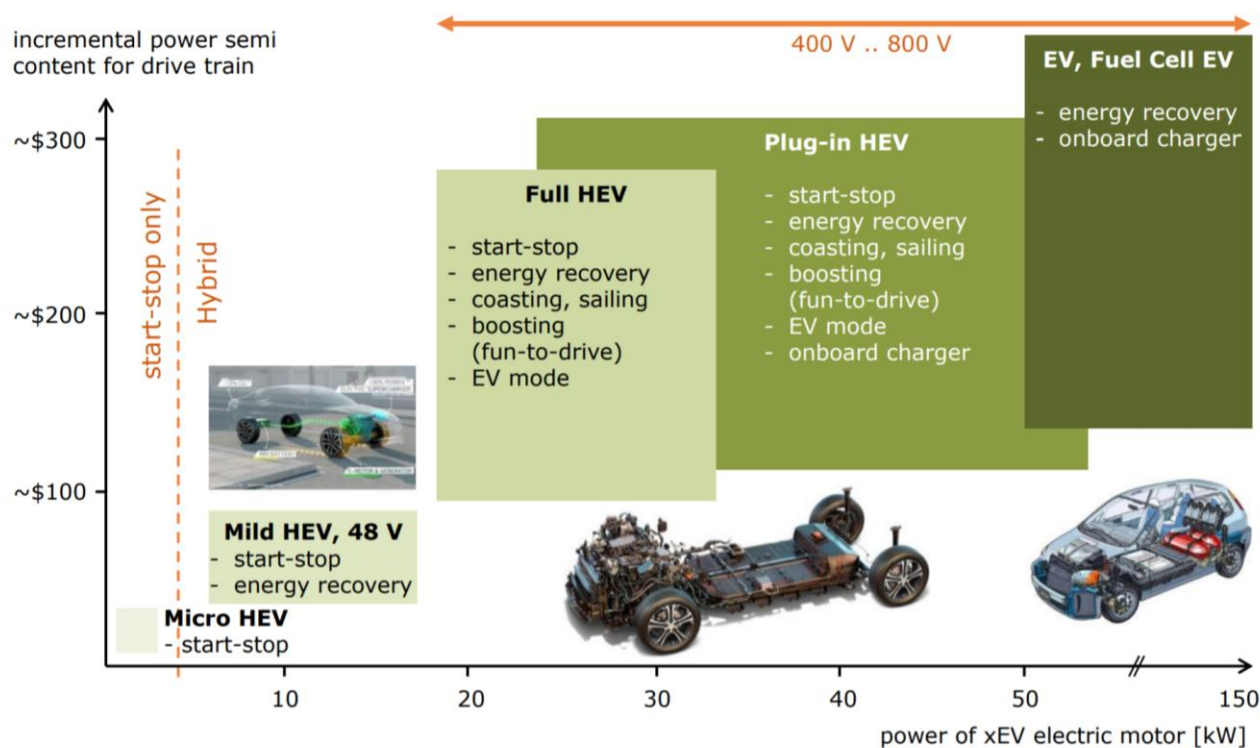 incremental power semi
content for drive train
400 V .. 800 V
EV, Fuel Cell EV
- energy recovery
- onboard charger
~$300
~$200
~$100
start-stop only
Hybrid
Plug-in HEV
- start-stop
- energy recovery
- coasting, sailing
- boosting
(fun-to-drive)
- EV mode
- onboard charger
Full HEV
- start-stop
- energy recovery
- coasting, sailing
- boosting
(fun-to-drive)
- EV mode
Mild HEV, 48 V
- start-stop
- energy recovery
Micro HEV
- start-stop
10
20
30
40
50
150
power of xEV electric motor [kW]